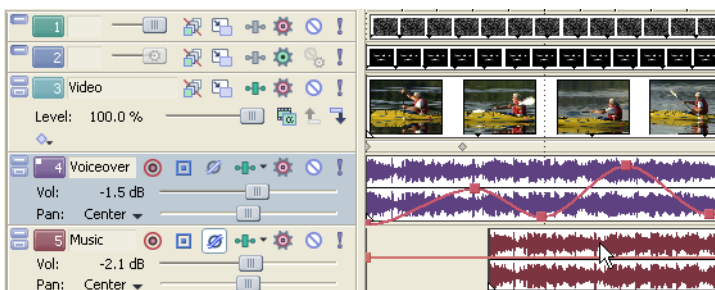 1
2
3 Video
Level: 100.0 %
4 Voiceover
Vol: -1.5 dB
Pan: Center
5 Music
Vol: -2.1 dB
Pan: Center